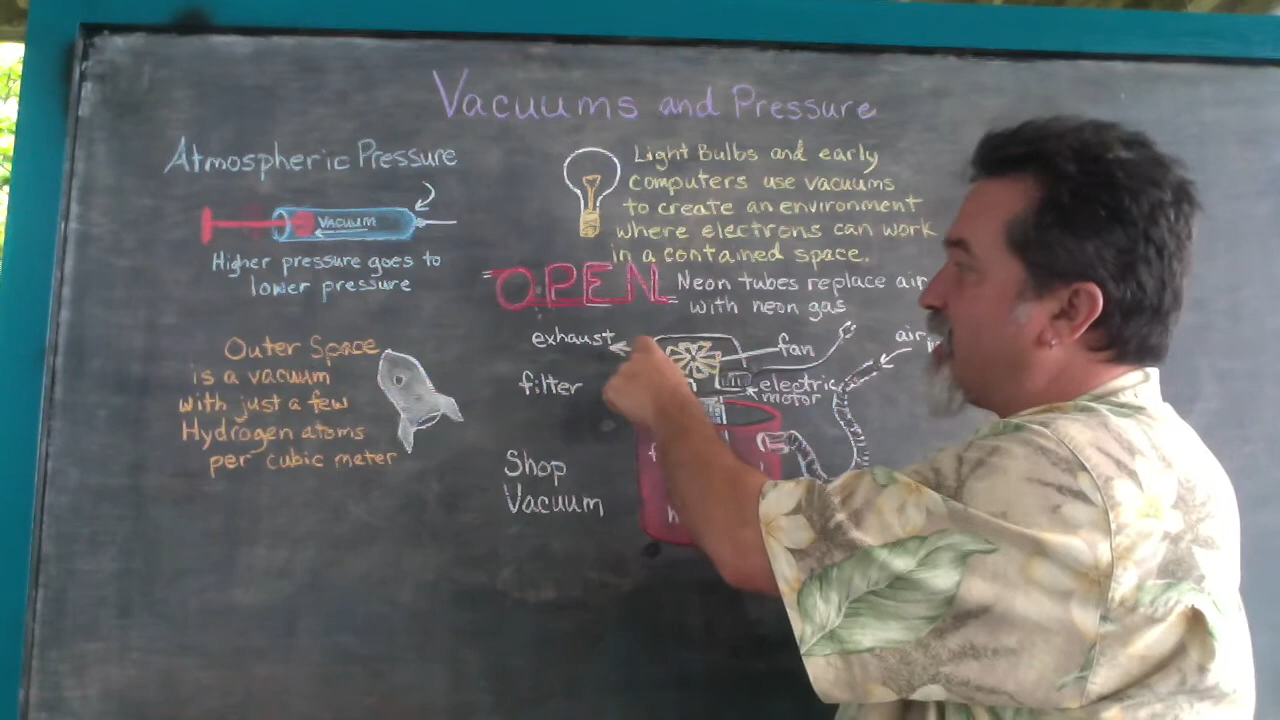 Vacuums and Pressure
Atmospheric Pressure
VACUUM
Higher pressure goes to
lower pressure
Outer Space
is a vacuum
with just a few
Hydrogen atoms
per cubic meter
Light Bulbs and early
computers use vacuums
to create an environment
where electrons can work
in a contained space.
OPEN
Neon tubes replace air
with neon gas
exhaust
fan
air
filter
electric
motor
Shop
Vacuum